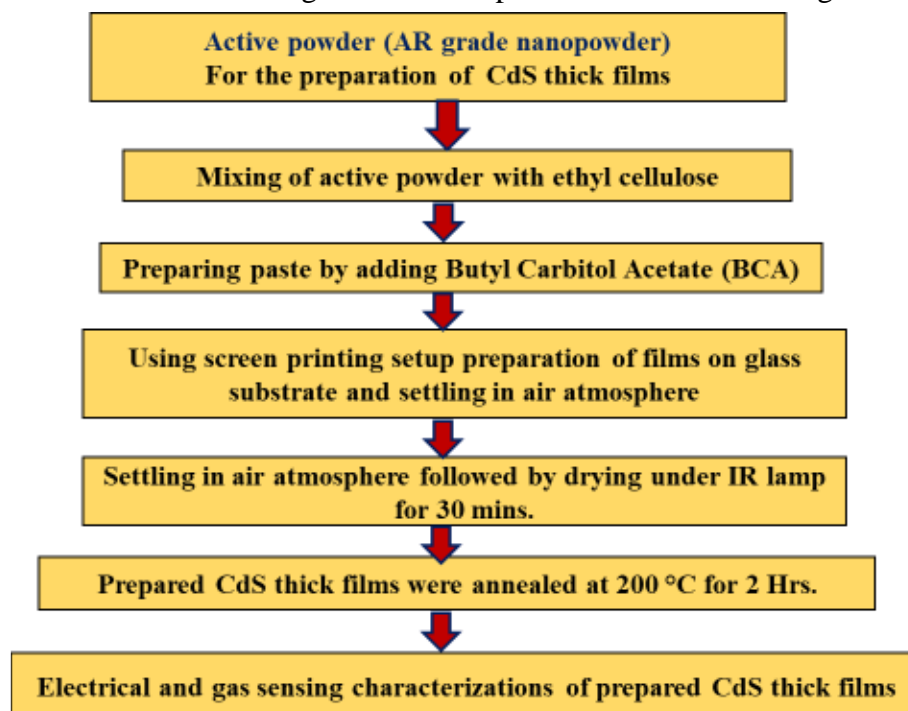 Active powder (AR grade nanopowder)
For the preparation of CdS thick films
Mixing of active powder with ethyl cellulose
Preparing paste by adding Butyl Carbitol Acetate (BCA)
Using screen printing setup preparation of films on glass
substrate and settling in air atmosphere
Settling in air atmosphere followed by drying under IR lamp
for 30 mins.
Prepared CdS thick films were annealed at 200 °C for 2 Hrs.
Electrical and gas sensing characterizations of prepared CdS thick films